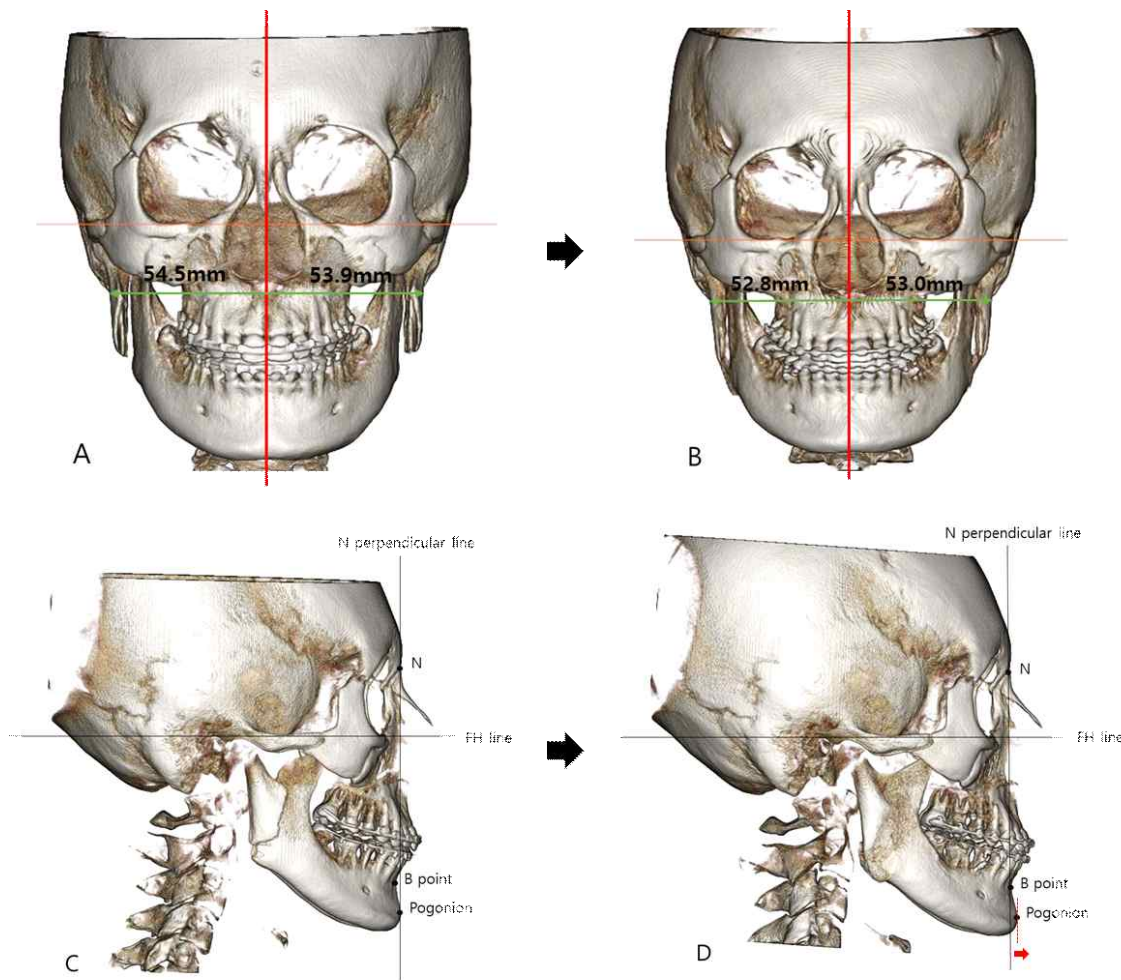 54.5mm 53.9mm
A
52.8mm 53.0mm
B
N perpendicular line
N
FH line
B point
Pogonion
C
N perpendicular line
N
FH line
B point
Pogonion
D